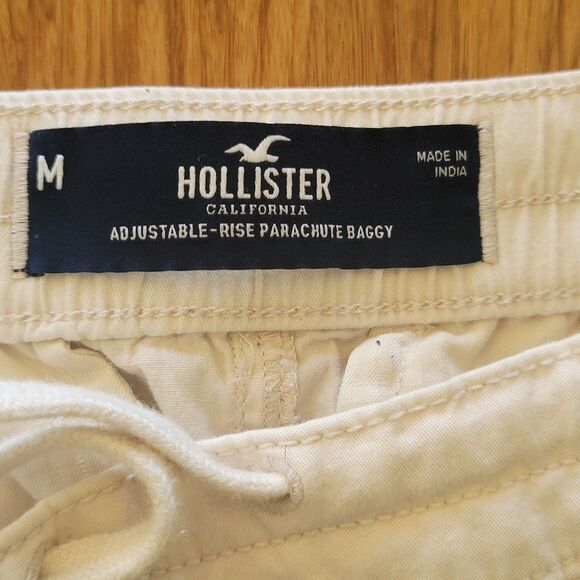 M
HOLLISTER
CALIFORNIA
ADJUSTABLE-RISE PARACHUTE BAGGY
MADE IN
INDIA